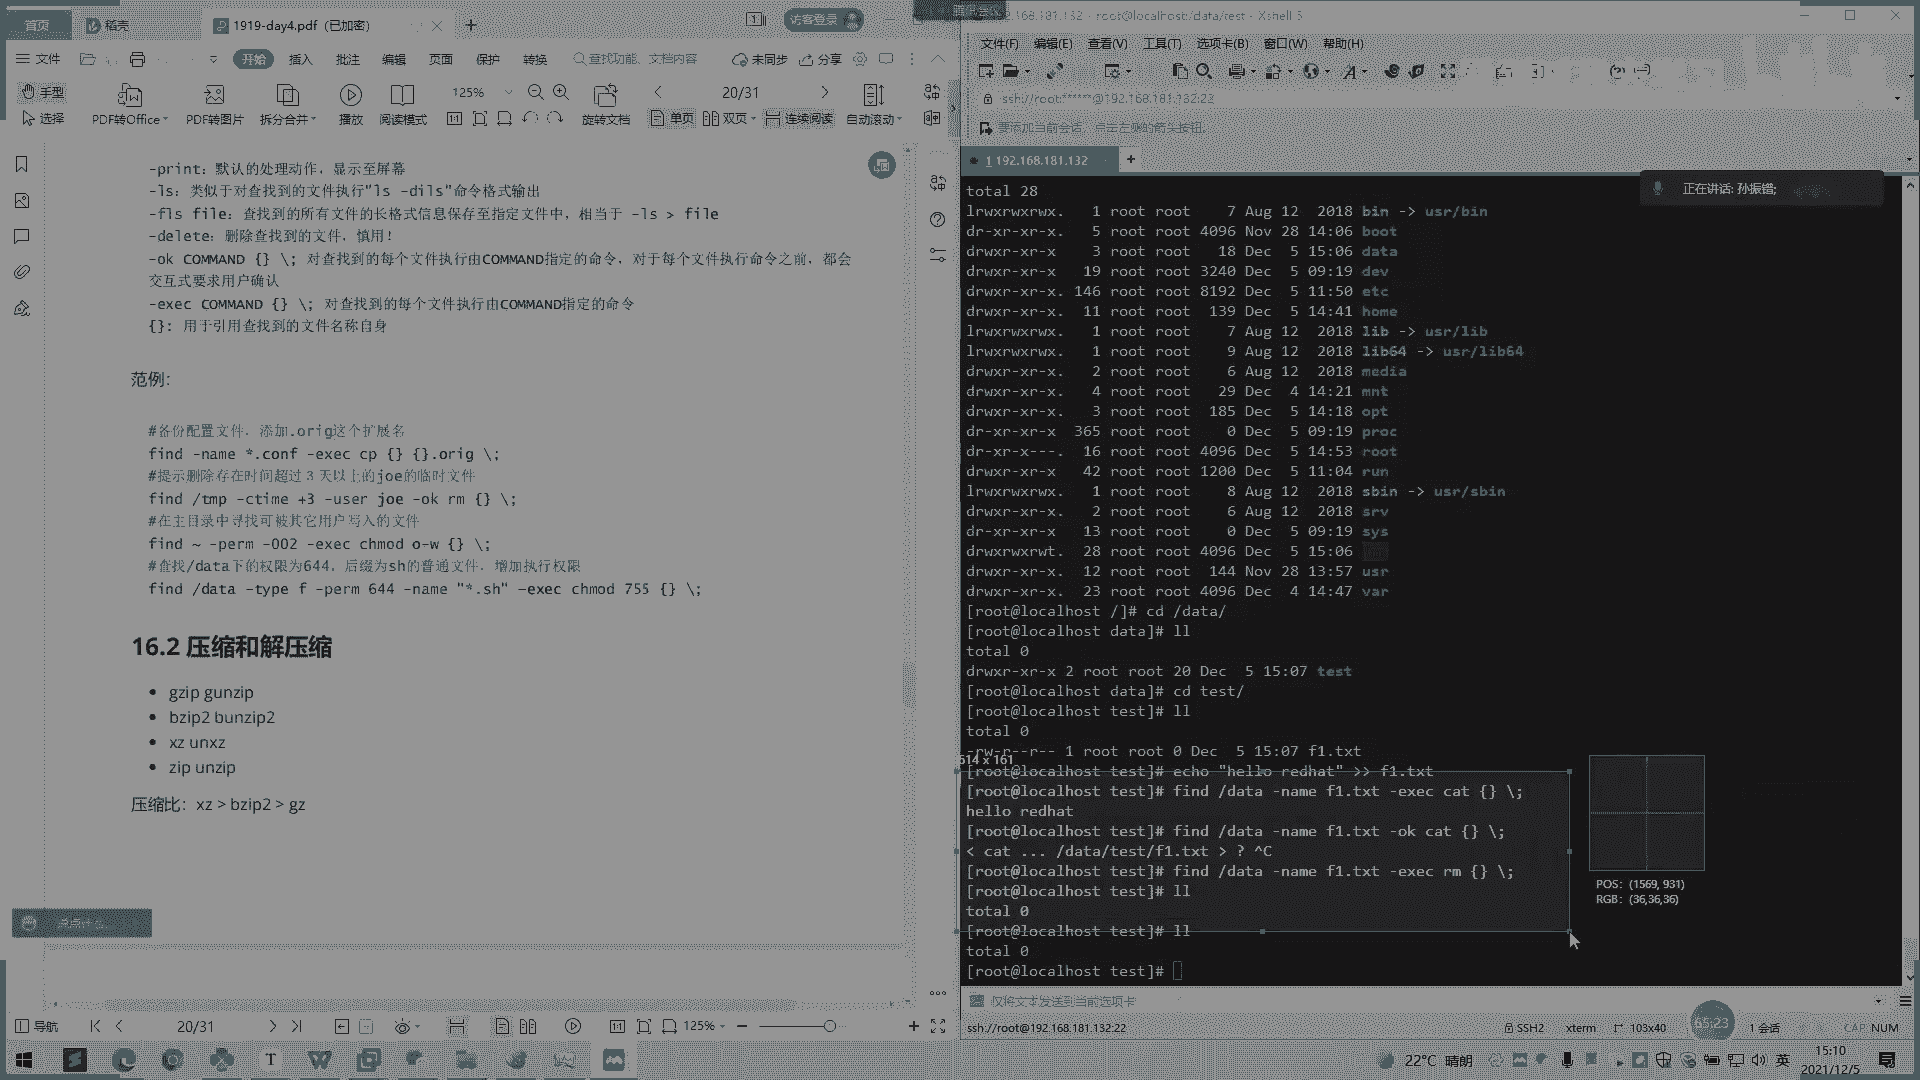 首页
稻壳
1919-day4.pdf（已加密）
访客登录
文件
开始
插入
批注
编辑
页面
保护
转换
查找功能、文档内容
未同步
分享
手型
选择
PDF转Office
PDF转图片
拆分合并
播放
阅读模式
125%
旋转文档
20/31
单页
双页
连续阅读
自动滚动
-print：默认的处理动作，显示至屏幕
-ls：类似于对查找到的文件执行"ls -dils"命令格式输出
-fls file：查找到的所有文件的长格式信息保存至指定文件中，相当于 -ls > file
-delete：删除查找到的文件，慎用！
-ok COMMAND {} \; 对查找到的每个文件执行由COMMAND指定的命令，对于每个文件执行命令之前，都会
交互式要求用户确认
-exec COMMAND {} \; 对查找到的每个文件执行由COMMAND指定的命令
{}: 用于引用查找到的文件名称自身
范例：
#备份配置文件，添加.orig这个扩展名
find -name *.conf -exec cp {} {}.orig \;
#提示删除存在时间超过３天以上的joe的临时文件
find /tmp -ctime +3 -user joe -ok rm {} \;
#在主目录中寻找可被其它用户写入的文件
find ~ -perm -002 -exec chmod o-w {} \;
#查找/data下的权限为644，后缀为sh的普通文件，增加执行权限
find /data -type f -perm 644 -name "*.sh" -exec chmod 755 {} \;
16.2 压缩和解压缩
gzip gunzip
bzip2 bunzip2
xz unxz
zip unzip
压缩比：xz > bzip2 > gz
导航
20/31
125%
192.168.181.132 - root@localhost:/data/test - Xshell 5
文件(F) 编辑(E) 查看(V) 工具(T) 选项卡(B) 窗口(W) 帮助(H)
ssh://root:******@192.168.181.132:22
要添加当前会话，点击左侧的箭头按钮。
1 192.168.181.132
正在讲话: 孙振锴;
total 28
lrwxrwxrwx. 1 root root 7 Aug 12 2018 bin -> usr/bin
dr-xr-xr-x. 5 root root 4096 Nov 28 14:06 boot
drwxr-xr-x 3 root root 18 Dec 5 15:06 data
drwxr-xr-x 19 root root 3240 Dec 5 09:19 dev
drwxr-xr-x. 146 root root 8192 Dec 5 11:50 etc
drwxr-xr-x. 11 root root 139 Dec 5 14:41 home
lrwxrwxrwx. 1 root root 7 Aug 12 2018 lib -> usr/lib
lrwxrwxrwx. 1 root root 9 Aug 12 2018 lib64 -> usr/lib64
drwxr-xr-x. 2 root root 6 Aug 12 2018 media
drwxr-xr-x. 4 root root 29 Dec 4 14:21 mnt
drwxr-xr-x. 3 root root 185 Dec 5 14:18 opt
dr-xr-xr-x 365 root root 0 Dec 5 09:19 proc
dr-xr-x---. 16 root root 4096 Dec 5 14:53 root
drwxr-xr-x 42 root root 1200 Dec 5 11:04 run
lrwxrwxrwx. 1 root root 8 Aug 12 2018 sbin -> usr/sbin
drwxr-xr-x. 2 root root 6 Aug 12 2018 srv
dr-xr-xr-x 13 root root 0 Dec 5 09:19 sys
drwxrwxrwt. 28 root root 4096 Dec 5 15:06
drwxr-xr-x. 12 root root 144 Nov 28 13:57 usr
drwxr-xr-x. 23 root root 4096 Dec 4 14:47 var
[root@localhost /]# cd /data/
[root@localhost data]# ll
total 0
drwxr-xr-x 2 root root 20 Dec 5 15:07 test
[root@localhost data]# cd test/
[root@localhost test]# ll
total 0
-rw-r--r-- 1 root root 0 Dec 5 15:07 f1.txt
614 x 161
[root@localhost test]# echo "hello redhat" >> f1.txt
[root@localhost test]# find /data -name f1.txt -exec cat {} \;
hello redhat
[root@localhost test]# find /data -name f1.txt -ok cat {} \;
< cat ... /data/test/f1.txt > ? ^C
[root@localhost test]# find /data -name f1.txt -exec rm {} \;
[root@localhost test]# ll
total 0
[root@localhost test]# ll
total 0
[root@localhost test]#
POS: (1569, 931)
RGB: (36,36,36)
仅将文本发送到当前选项卡
ssh://root@192.168.181.132:22
SSH2
xterm
103x40
65:23
1 会话
CAP NUM
22°C 晴朗
英
15:10
2021/12/5